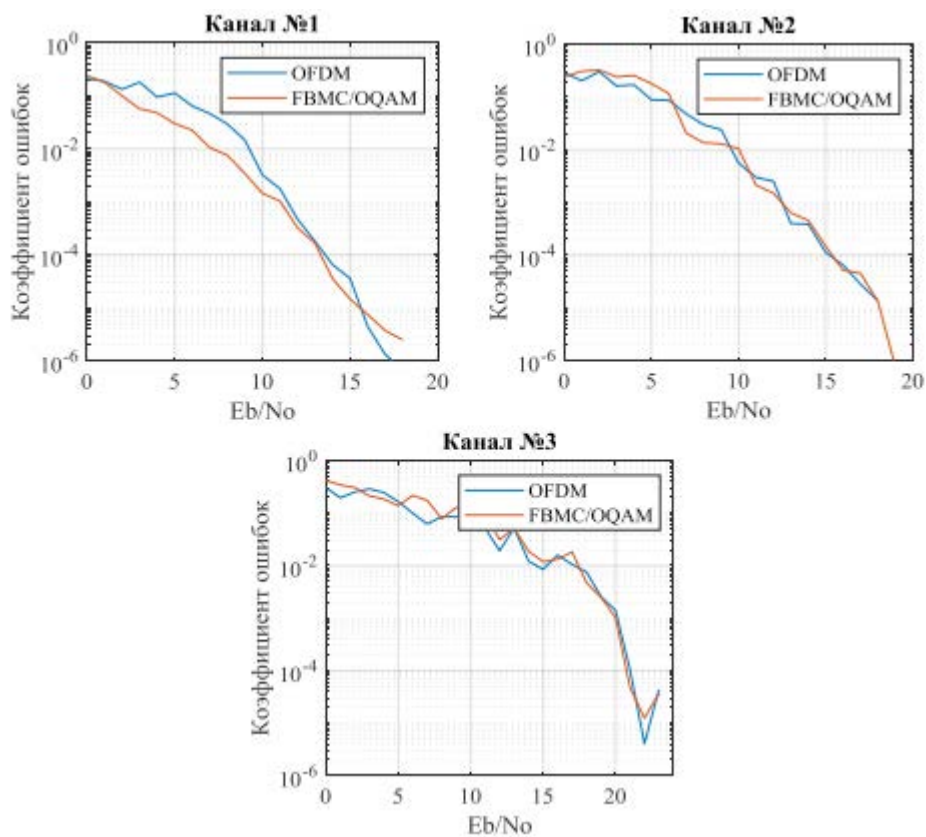 Канал №1
10^0
10^-2
10^-4
10^-6
Коэффициент ошибок
OFDM
FBMC/OQAM
0 5 10 15 20
Eb/No
Канал №2
10^0
10^-2
10^-4
10^-6
Коэффициент ошибок
OFDM
FBMC/OQAM
0 5 10 15 20
Eb/No
Канал №3
10^0
10^-2
10^-4
10^-6
Коэффициент ошибок
OFDM
FBMC/OQAM
0 5 10 15 20
Eb/No